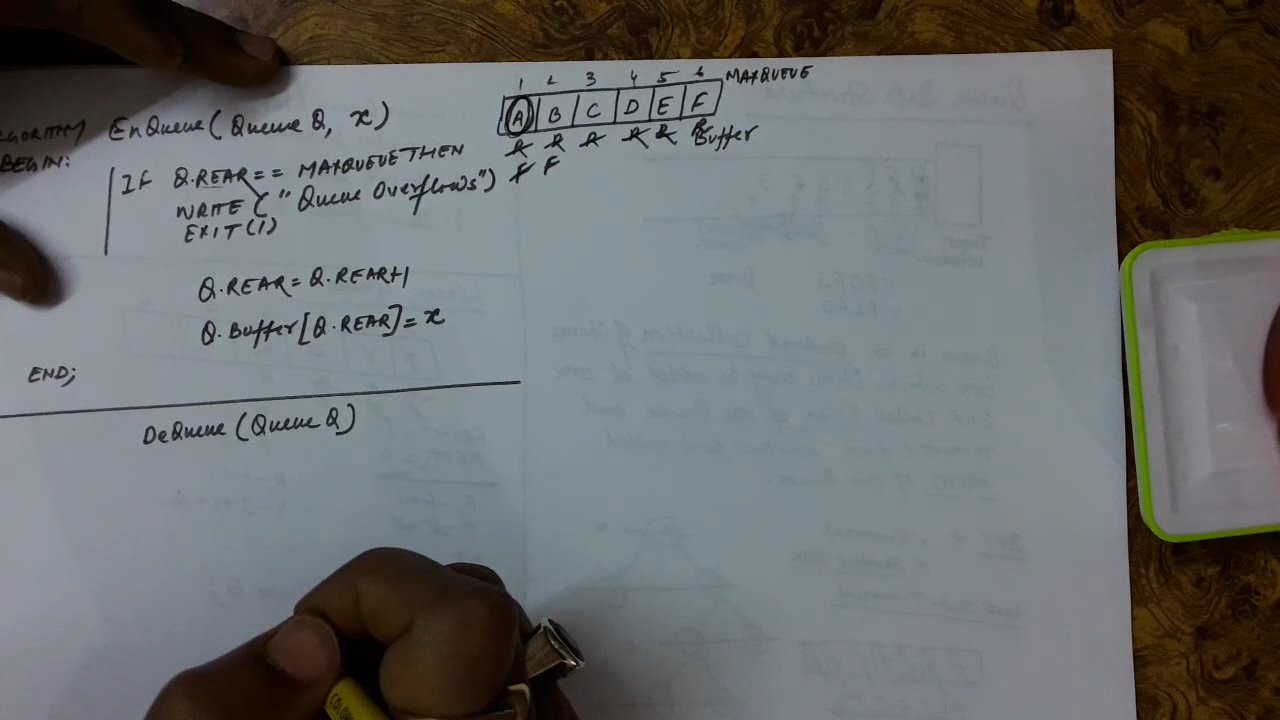 ALGORITHM EnQueue(Queue Q, x)
BEGIN:
IF Q.REAR == MAXQUEUE THEN
WRITE ("Queue Overflows")
EXIT(1)
Q.REAR = Q.REAR+1
Q.Buffer[Q.REAR] = x
END;
DeQueue (Queue Q)
1 2 3 4 5 6 MAXQUEUE
A B C D E F
R R R R R R Buffer
F F